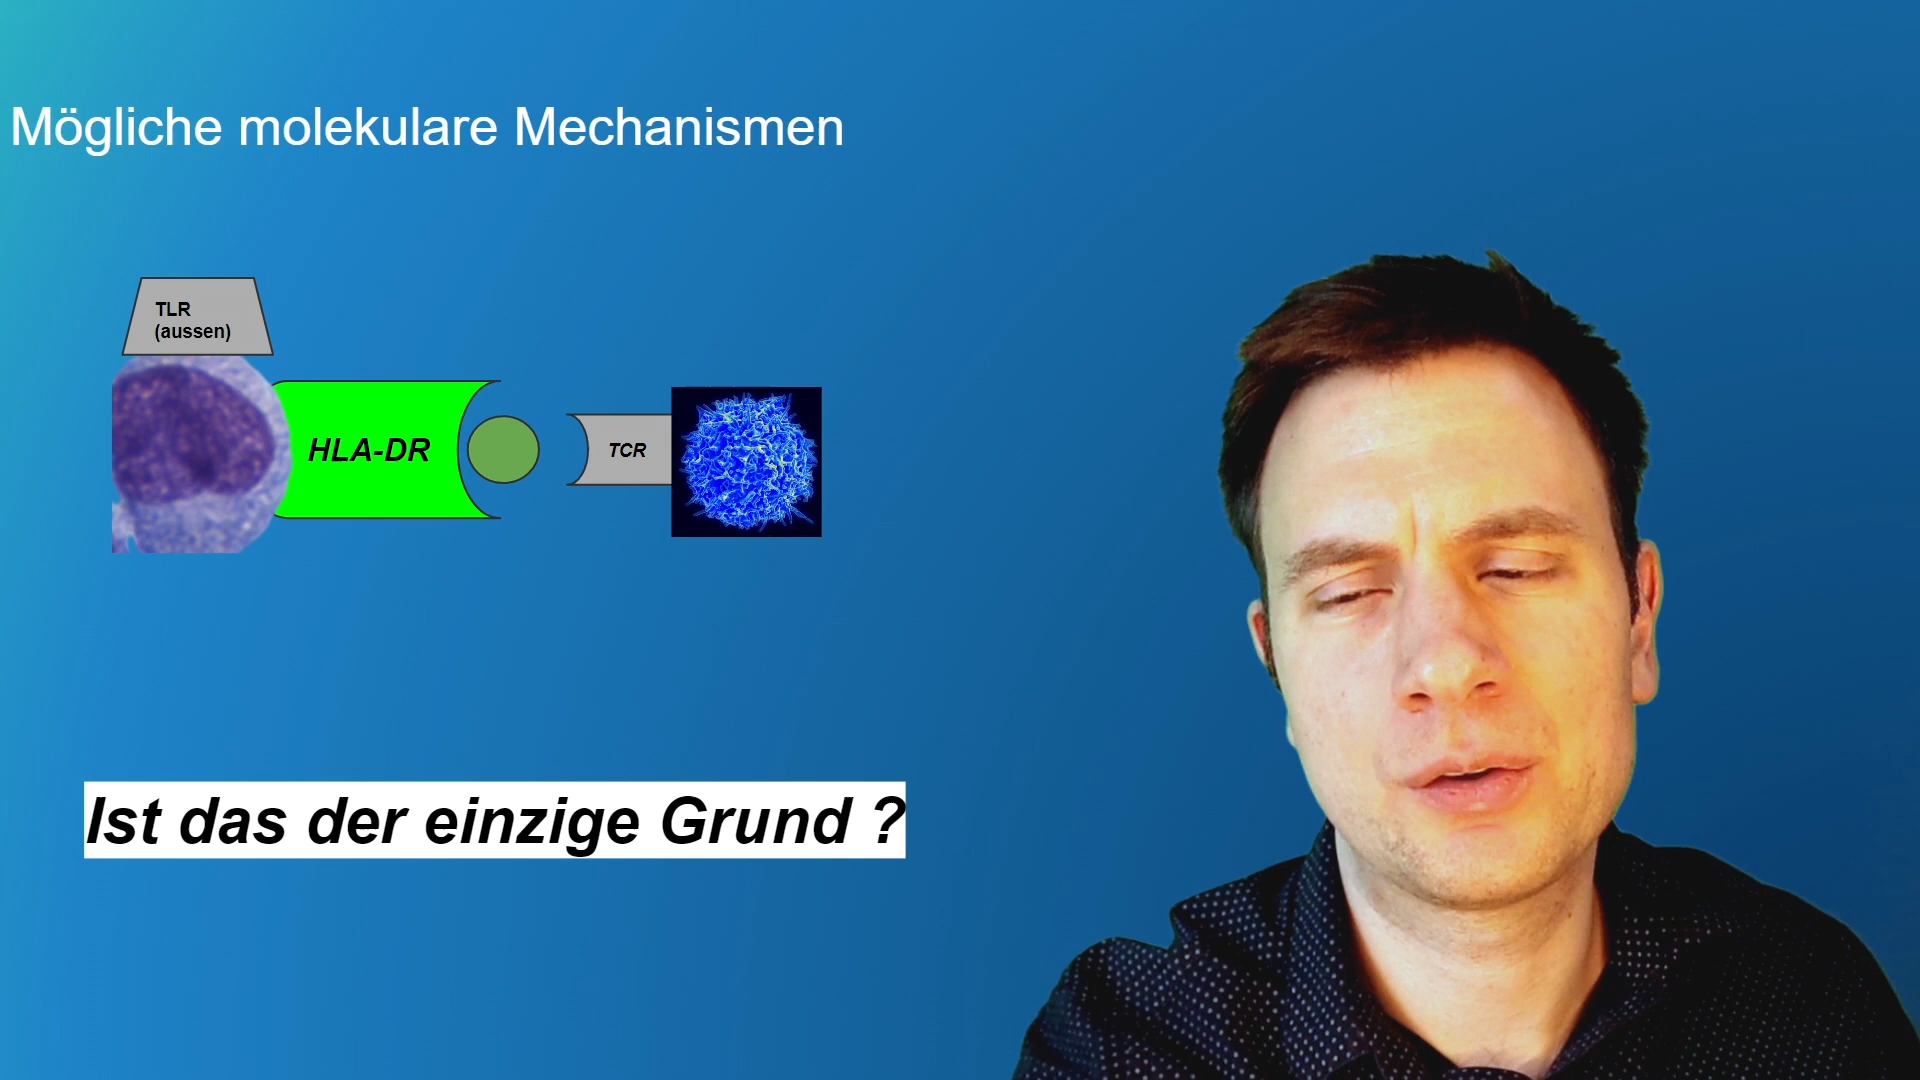 Mögliche molekulare Mechanismen
TLR
(aussen)
HLA-DR
TCR
Ist das der einzige Grund ?